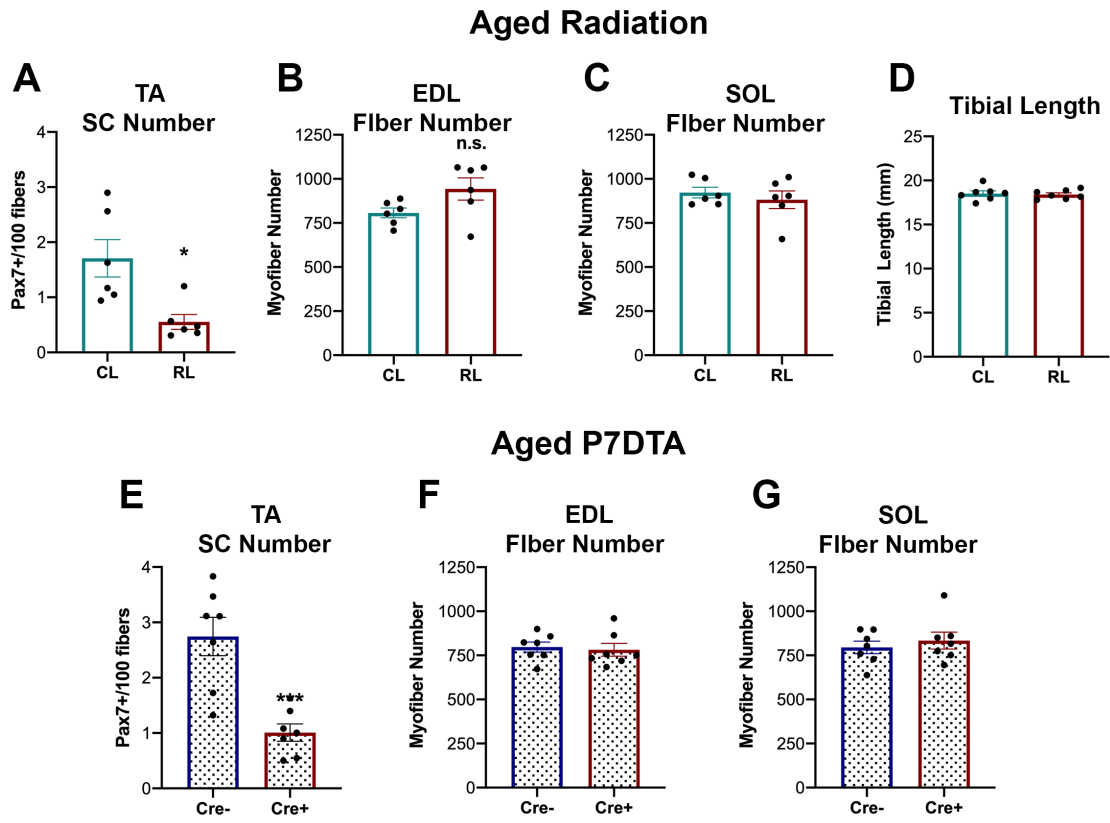 Aged Radiation
A
TA
SC Number
Pax7+/100 fibers
4
3
2
1
0
*
CL
RL
B
EDL
FIber Number
n.s.
Myofiber Number
1250
1000
750
500
250
0
CL
RL
C
SOL
FIber Number
Myofiber Number
1250
1000
750
500
250
0
CL
RL
D
Tibial Length
Tibial Length (mm)
25
20
15
10
5
0
CL
RL
Aged P7DTA
E
TA
SC Number
Pax7+/100 fibers
4
3
2
1
0
***
Cre-
Cre+
F
EDL
FIber Number
Myofiber Number
1250
1000
750
500
250
0
Cre-
Cre+
G
SOL
FIber Number
Myofiber Number
1250
1000
750
500
250
0
Cre-
Cre+